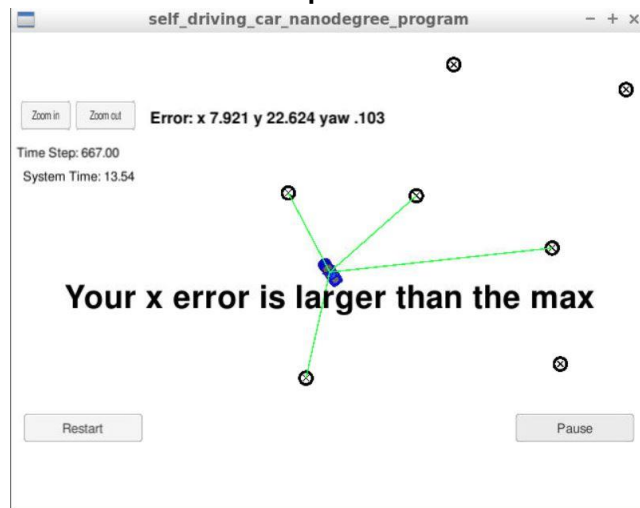 self_driving_car_nanodegree_program
Zoom in Zoom out
Error: x 7.921 y 22.624 yaw .103
Time Step: 667.00
System Time: 13.54
Your x error is larger than the max
Restart
Pause